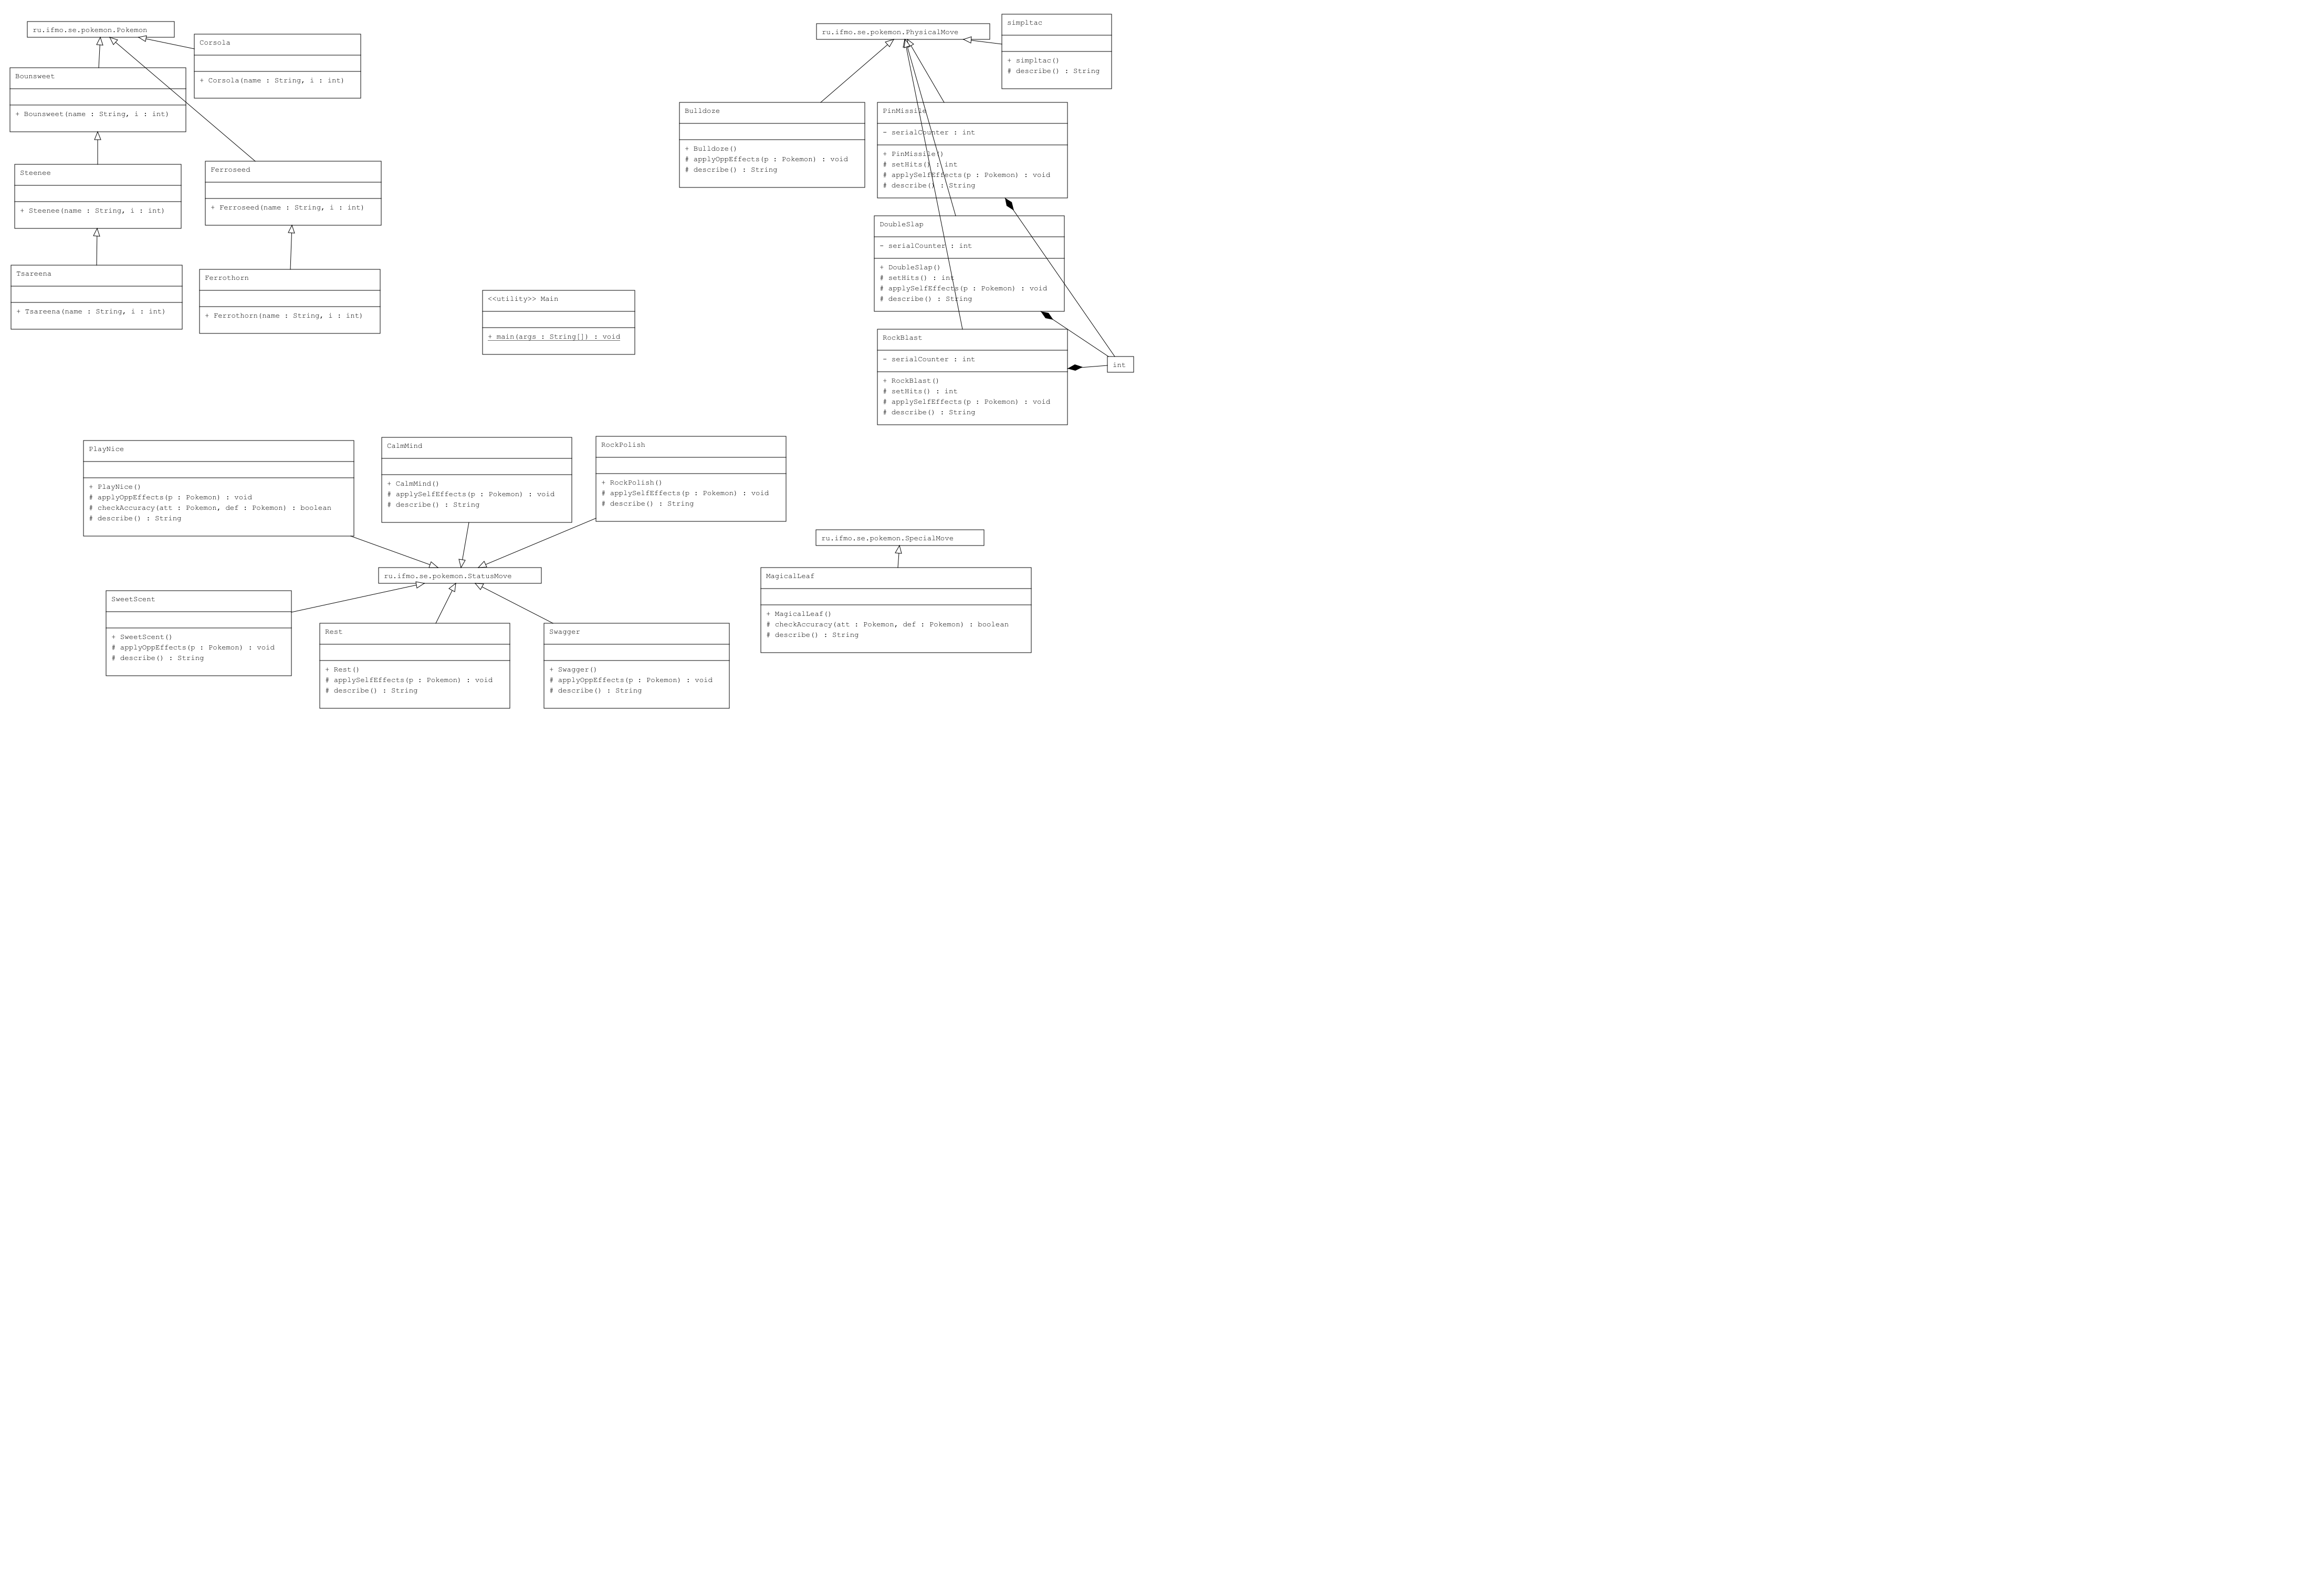 ru.ifmo.se.pokemon.Pokemon
Corsola
+ Corsola(name : String, i : int)
Bounsweet
+ Bounsweet(name : String, i : int)
Steenee
+ Steenee(name : String, i : int)
Ferroseed
+ Ferroseed(name : String, i : int)
Tsareena
+ Tsareena(name : String, i : int)
Ferrothorn
+ Ferrothorn(name : String, i : int)
<<utility>> Main
+ main(args : String[]) : void
ru.ifmo.se.pokemon.PhysicalMove
simpltac
+ simpltac()
# describe() : String
Bulldoze
+ Bulldoze()
# applyOppEffects(p : Pokemon) : void
# describe() : String
PinMissile
- serialCounter : int
+ PinMissile()
# setHits() : int
# applySelfEffects(p : Pokemon) : void
# describe() : String
DoubleSlap
- serialCounter : int
+ DoubleSlap()
# setHits() : int
# applySelfEffects(p : Pokemon) : void
# describe() : String
RockBlast
- serialCounter : int
+ RockBlast()
# setHits() : int
# applySelfEffects(p : Pokemon) : void
# describe() : String
int
PlayNice
+ PlayNice()
# applyOppEffects(p : Pokemon) : void
# checkAccuracy(att : Pokemon, def : Pokemon) : boolean
# describe() : String
CalmMind
+ CalmMind()
# applySelfEffects(p : Pokemon) : void
# describe() : String
RockPolish
+ RockPolish()
# applySelfEffects(p : Pokemon) : void
# describe() : String
ru.ifmo.se.pokemon.StatusMove
SweetScent
+ SweetScent()
# applyOppEffects(p : Pokemon) : void
# describe() : String
Rest
+ Rest()
# applySelfEffects(p : Pokemon) : void
# describe() : String
Swagger
+ Swagger()
# applyOppEffects(p : Pokemon) : void
# describe() : String
ru.ifmo.se.pokemon.SpecialMove
MagicalLeaf
+ MagicalLeaf()
# checkAccuracy(att : Pokemon, def : Pokemon) : boolean
# describe() : String